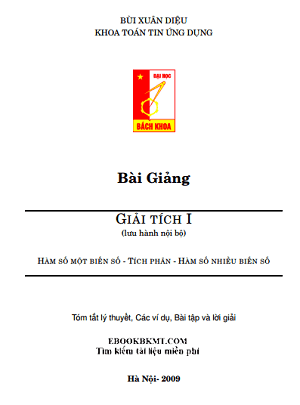 BÙI XUÂN DIỆU
KHOA TOÁN TIN ỨNG DỤNG
ĐẠI HỌC
BÁCH KHOA
Bài Giảng
GIẢI TÍCH I
(lưu hành nội bộ)
HÀM SỐ MỘT BIẾN SỐ - TÍCH PHÂN - HÀM SỐ NHIỀU BIẾN SỐ
Tóm tắt lý thuyết, Các ví dụ, Bài tập và lời giải
EBOOKBKMT.COM
Tìm kiếm tài liệu miễn phí
Hà Nội- 2009